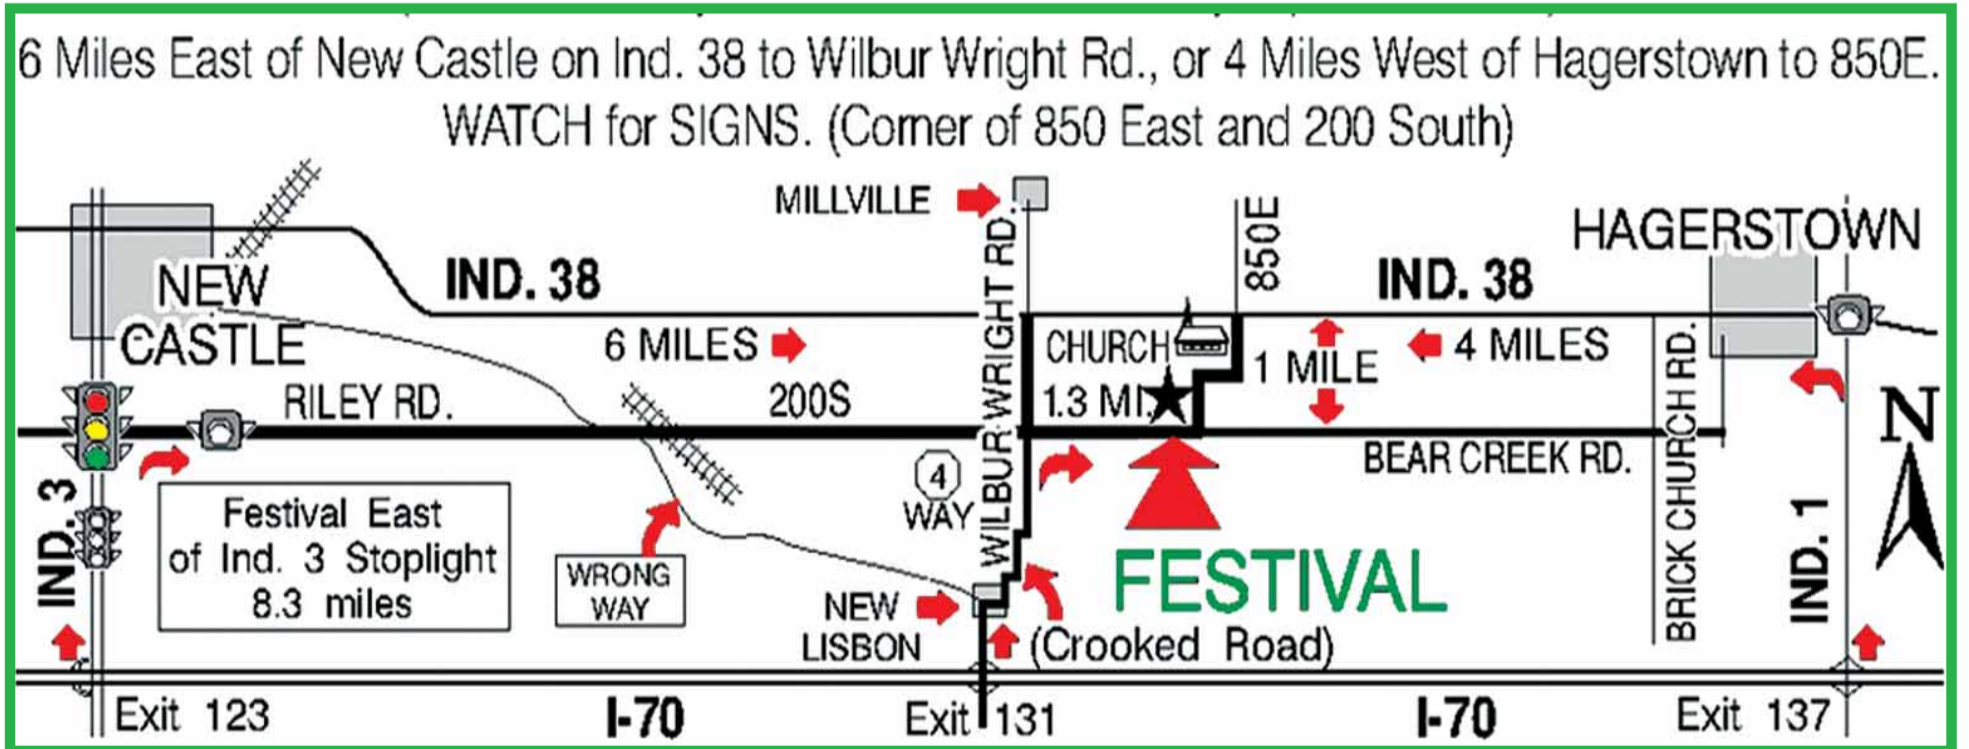 6 Miles East of New Castle on Ind. 38 to Wilbur Wright Rd., or 4 Miles West of Hagerstown to 850E.
WATCH for SIGNS. (Corner of 850 East and 200 South)
MILLVILLE
850E
HAGERSTOWN
NEW
CASTLE
IND. 38
IND. 38
WILBUR WRIGHT RD.
6 MILES
CHURCH
1 MILE
4 MILES
RILEY RD.
200S
1.3 MI.
BRICK CHURCH RD.
N
BEAR CREEK RD.
4
WAY
IND. 3
Festival East
of Ind. 3 Stoplight
8.3 miles
WRONG
WAY
FESTIVAL
IND. 1
NEW
LISBON
(Crooked Road)
Exit 123
I-70
Exit 131
I-70
Exit 137